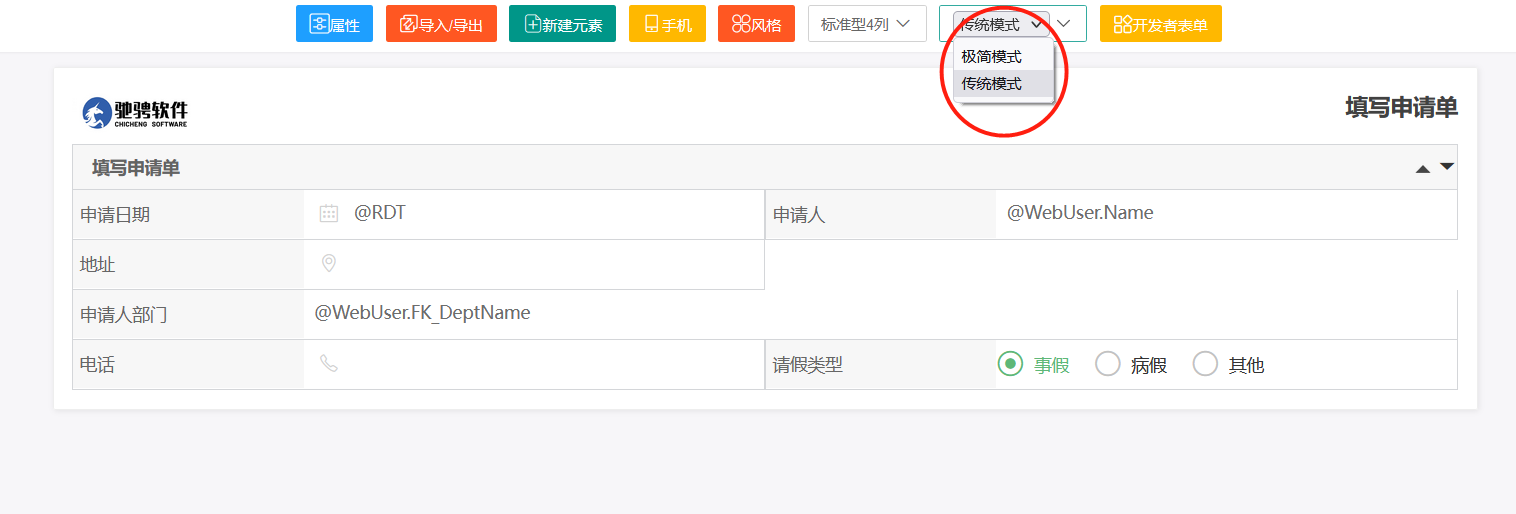 属性 导入/导出 新建元素 手机 风格 标准型4列 传统模式 开发者表单
极简模式
传统模式
驰骋软件
CHICHENG SOFTWARE
填写申请单
填写申请单
申请日期 @RDT 申请人 @WebUser.Name
地址
申请人部门 @WebUser.FK_DeptName
电话 请假类型 事假 病假 其他